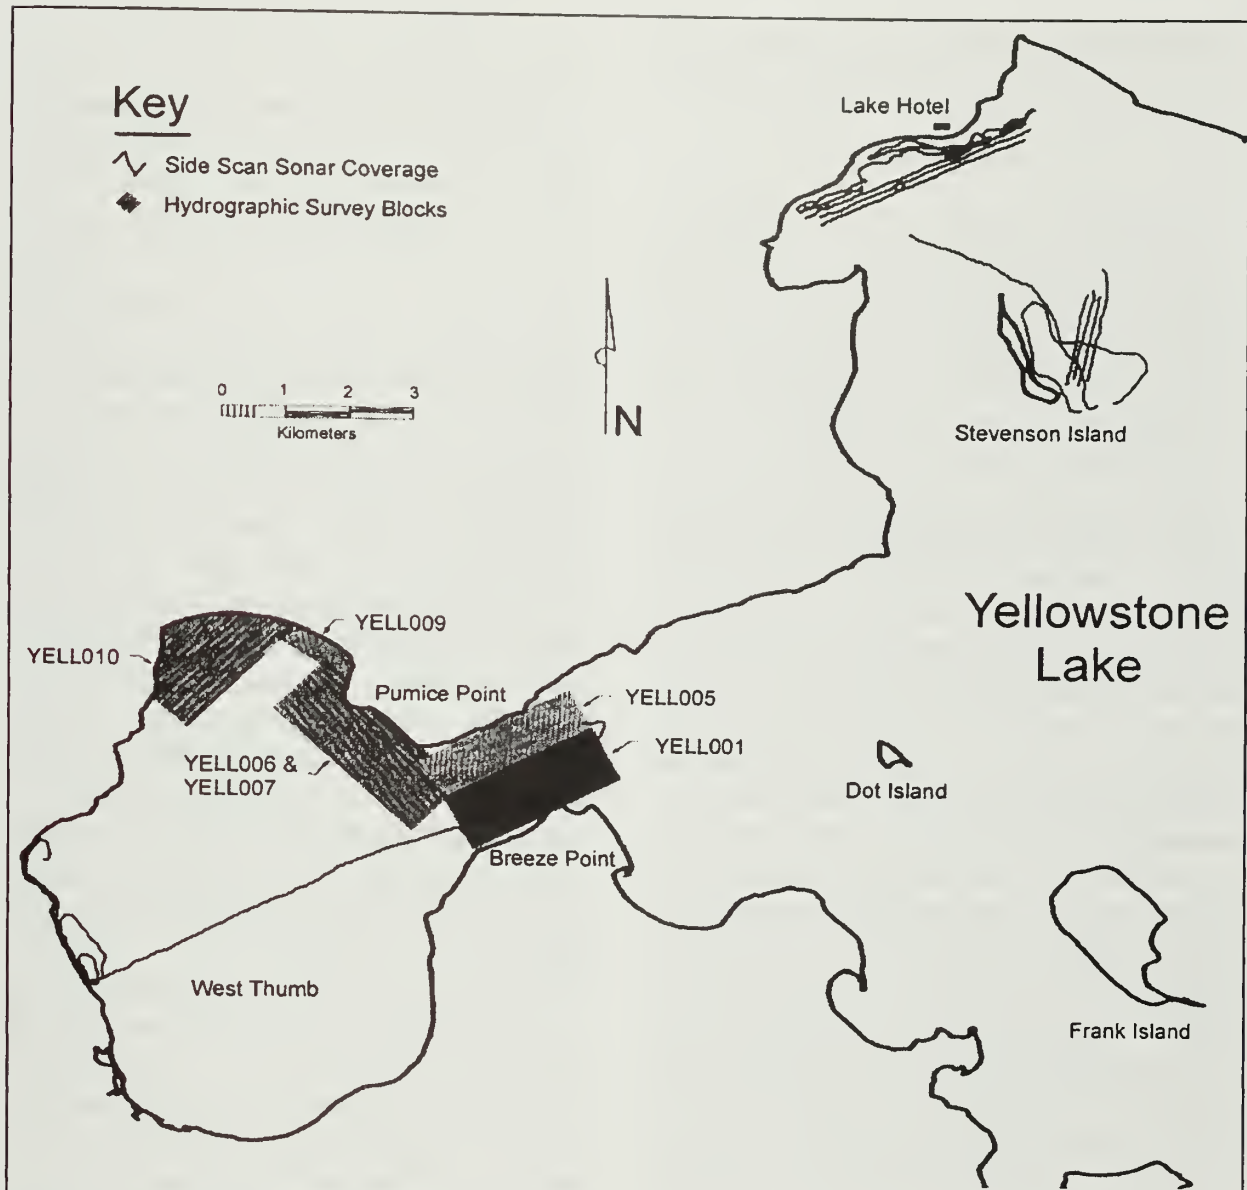 Key
Side Scan Sonar Coverage
Hydrographic Survey Blocks
Lake Hotel
0 1 2 3
Kilometers
N
Stevenson Island
Yellowstone
Lake
YELL009
YELL010
Pumice Point
YELL005
YELL001
YELL006 &
YELL007
Dot Island
Breeze Point
West Thumb
Frank Island